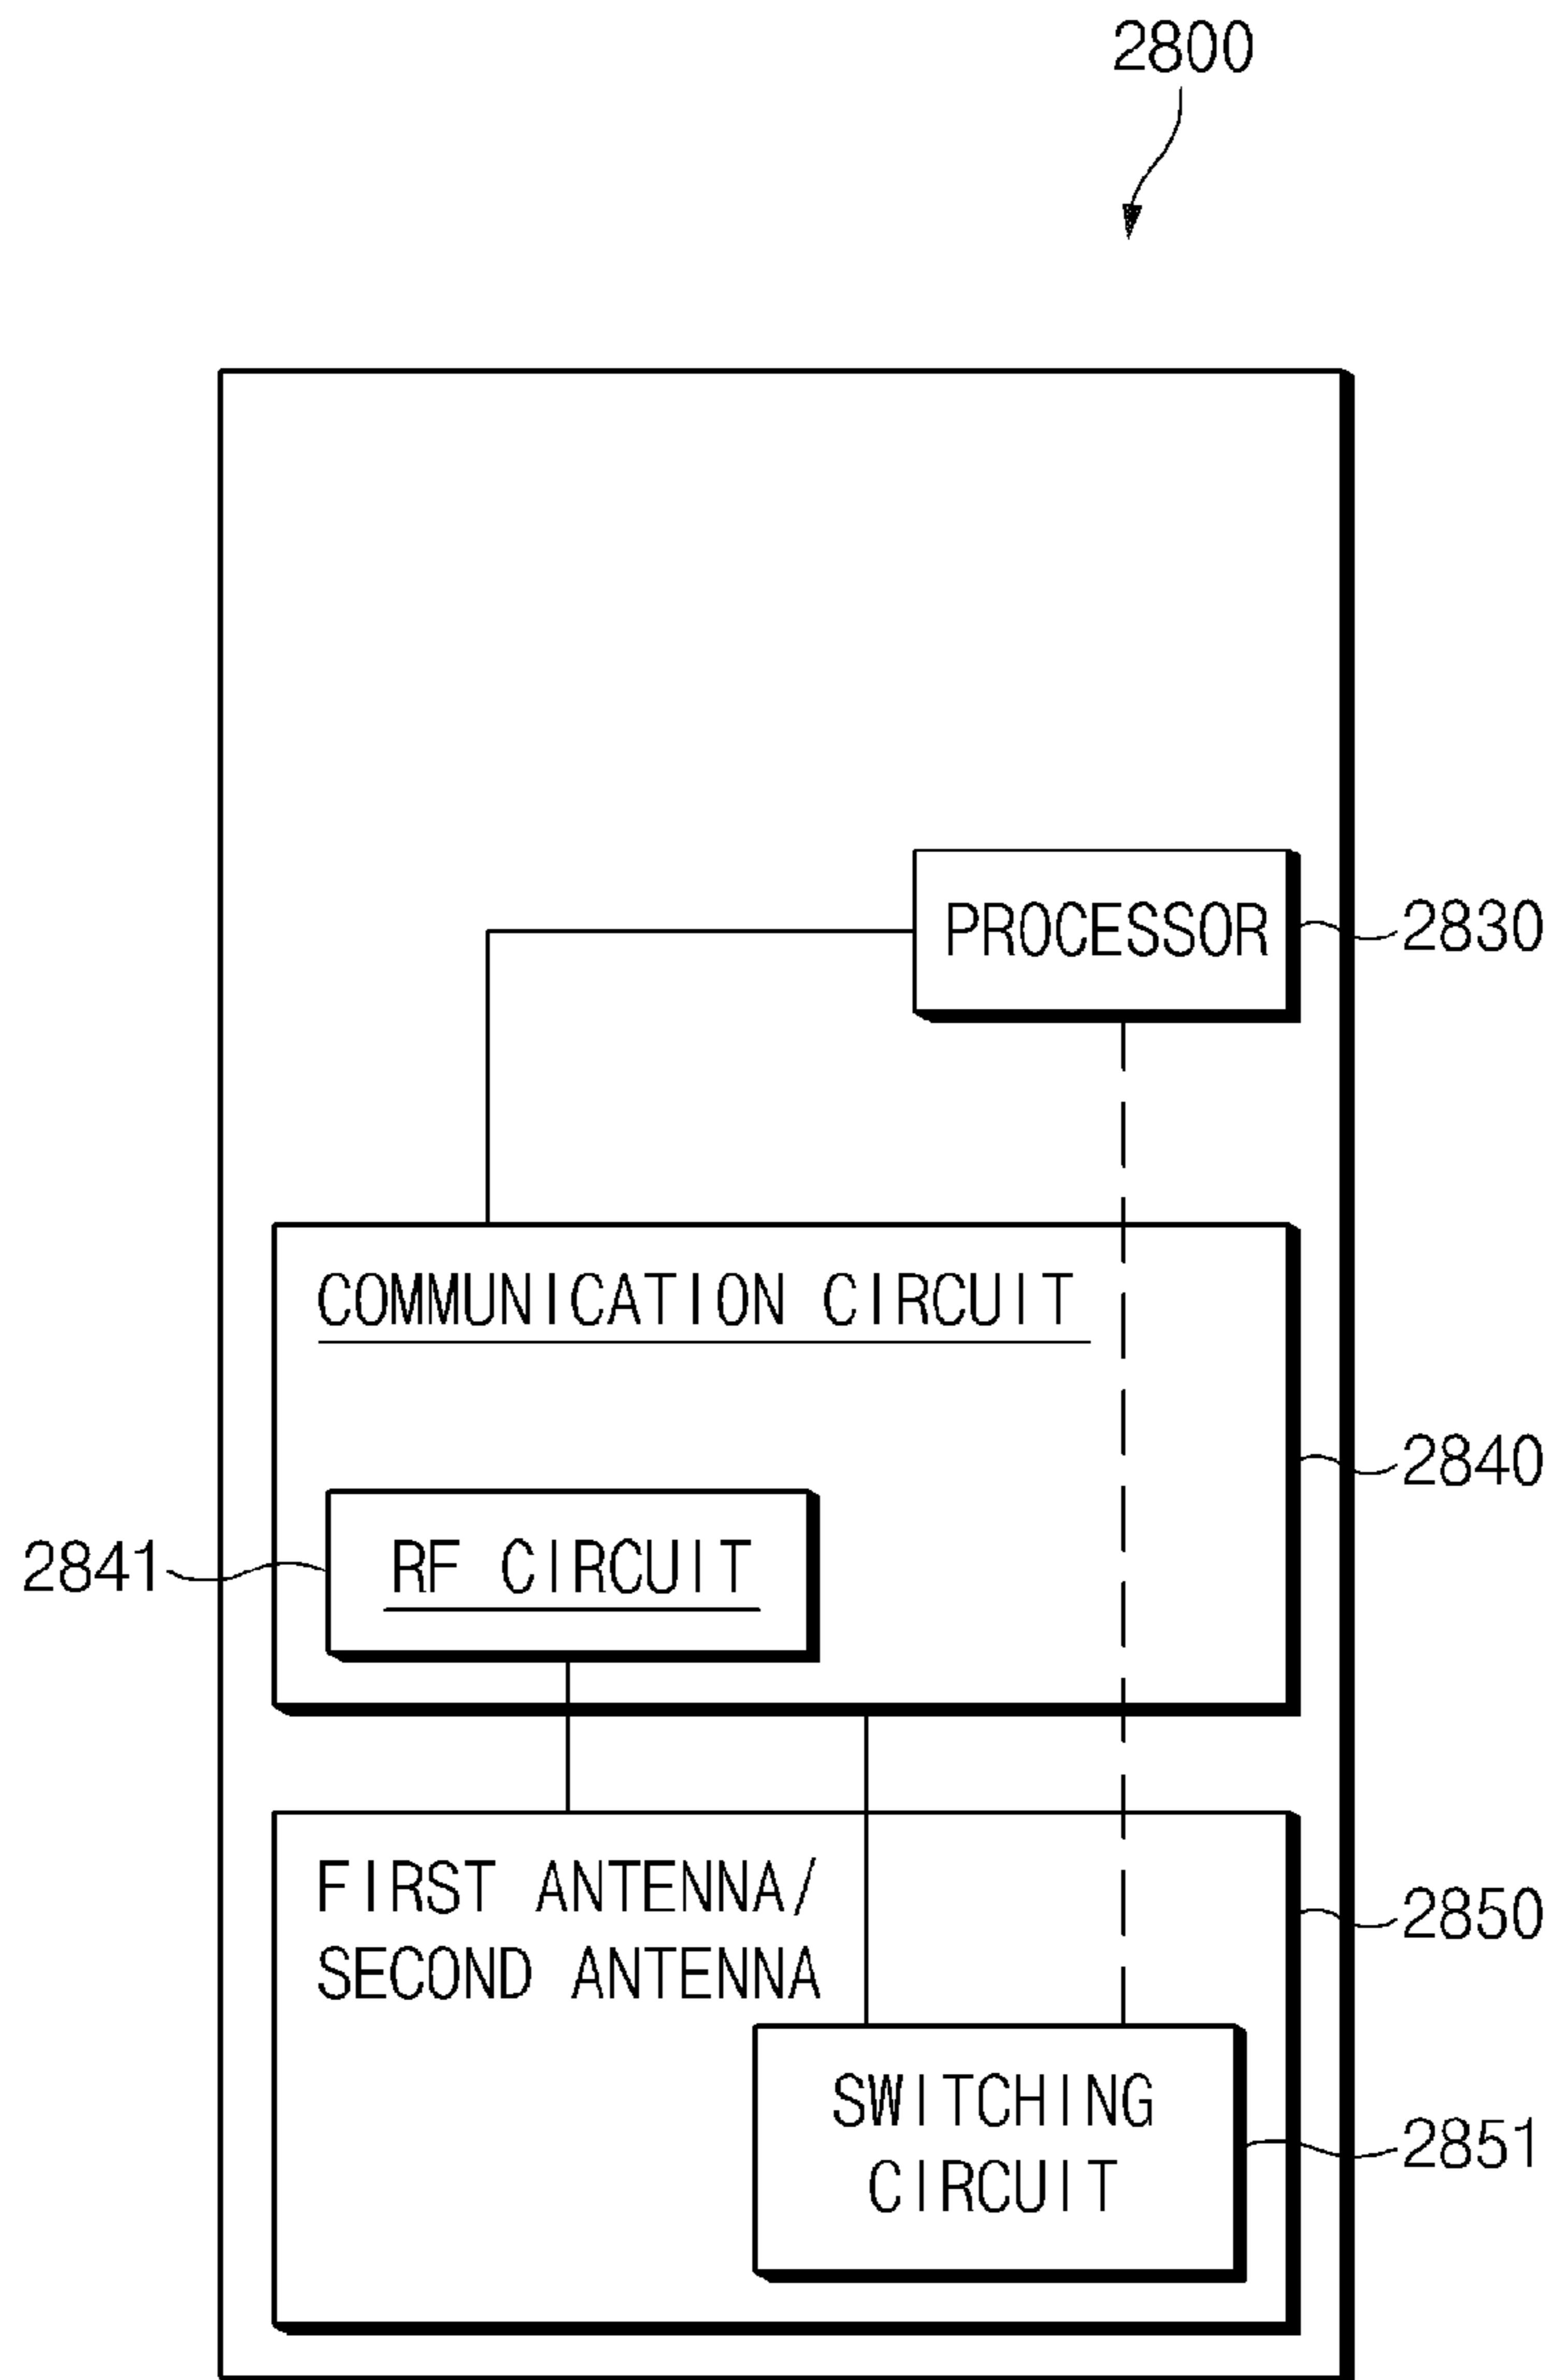 2800
PROCESSOR
2830
COMMUNICATION CIRCUIT
2840
2841
RF CIRCUIT
FIRST ANTENNA/
SECOND ANTENNA
2850
SWITCHING
CIRCUIT
2851